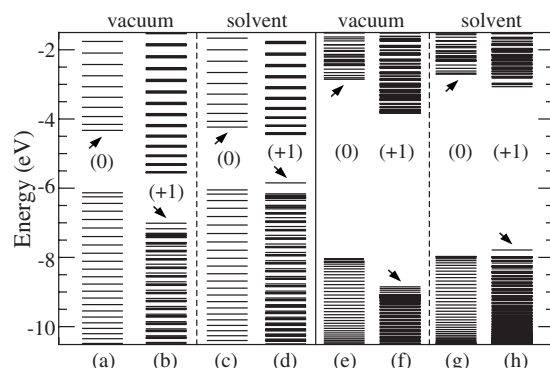 vacuum solvent vacuum solvent
-2
-4
-6
-8
-10
Energy (eV)
(0) (+1) (0) (+1) (0) (+1) (0) (+1)
(a) (b) (c) (d) (e) (f) (g) (h)